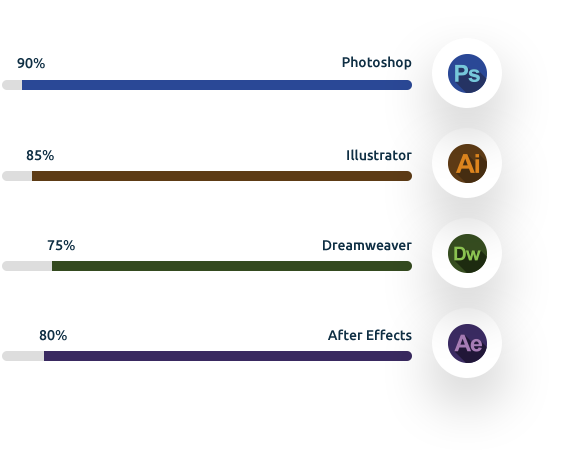 90% Photoshop Ps
85% Illustrator Ai
75% Dreamweaver Dw
80% After Effects Ae